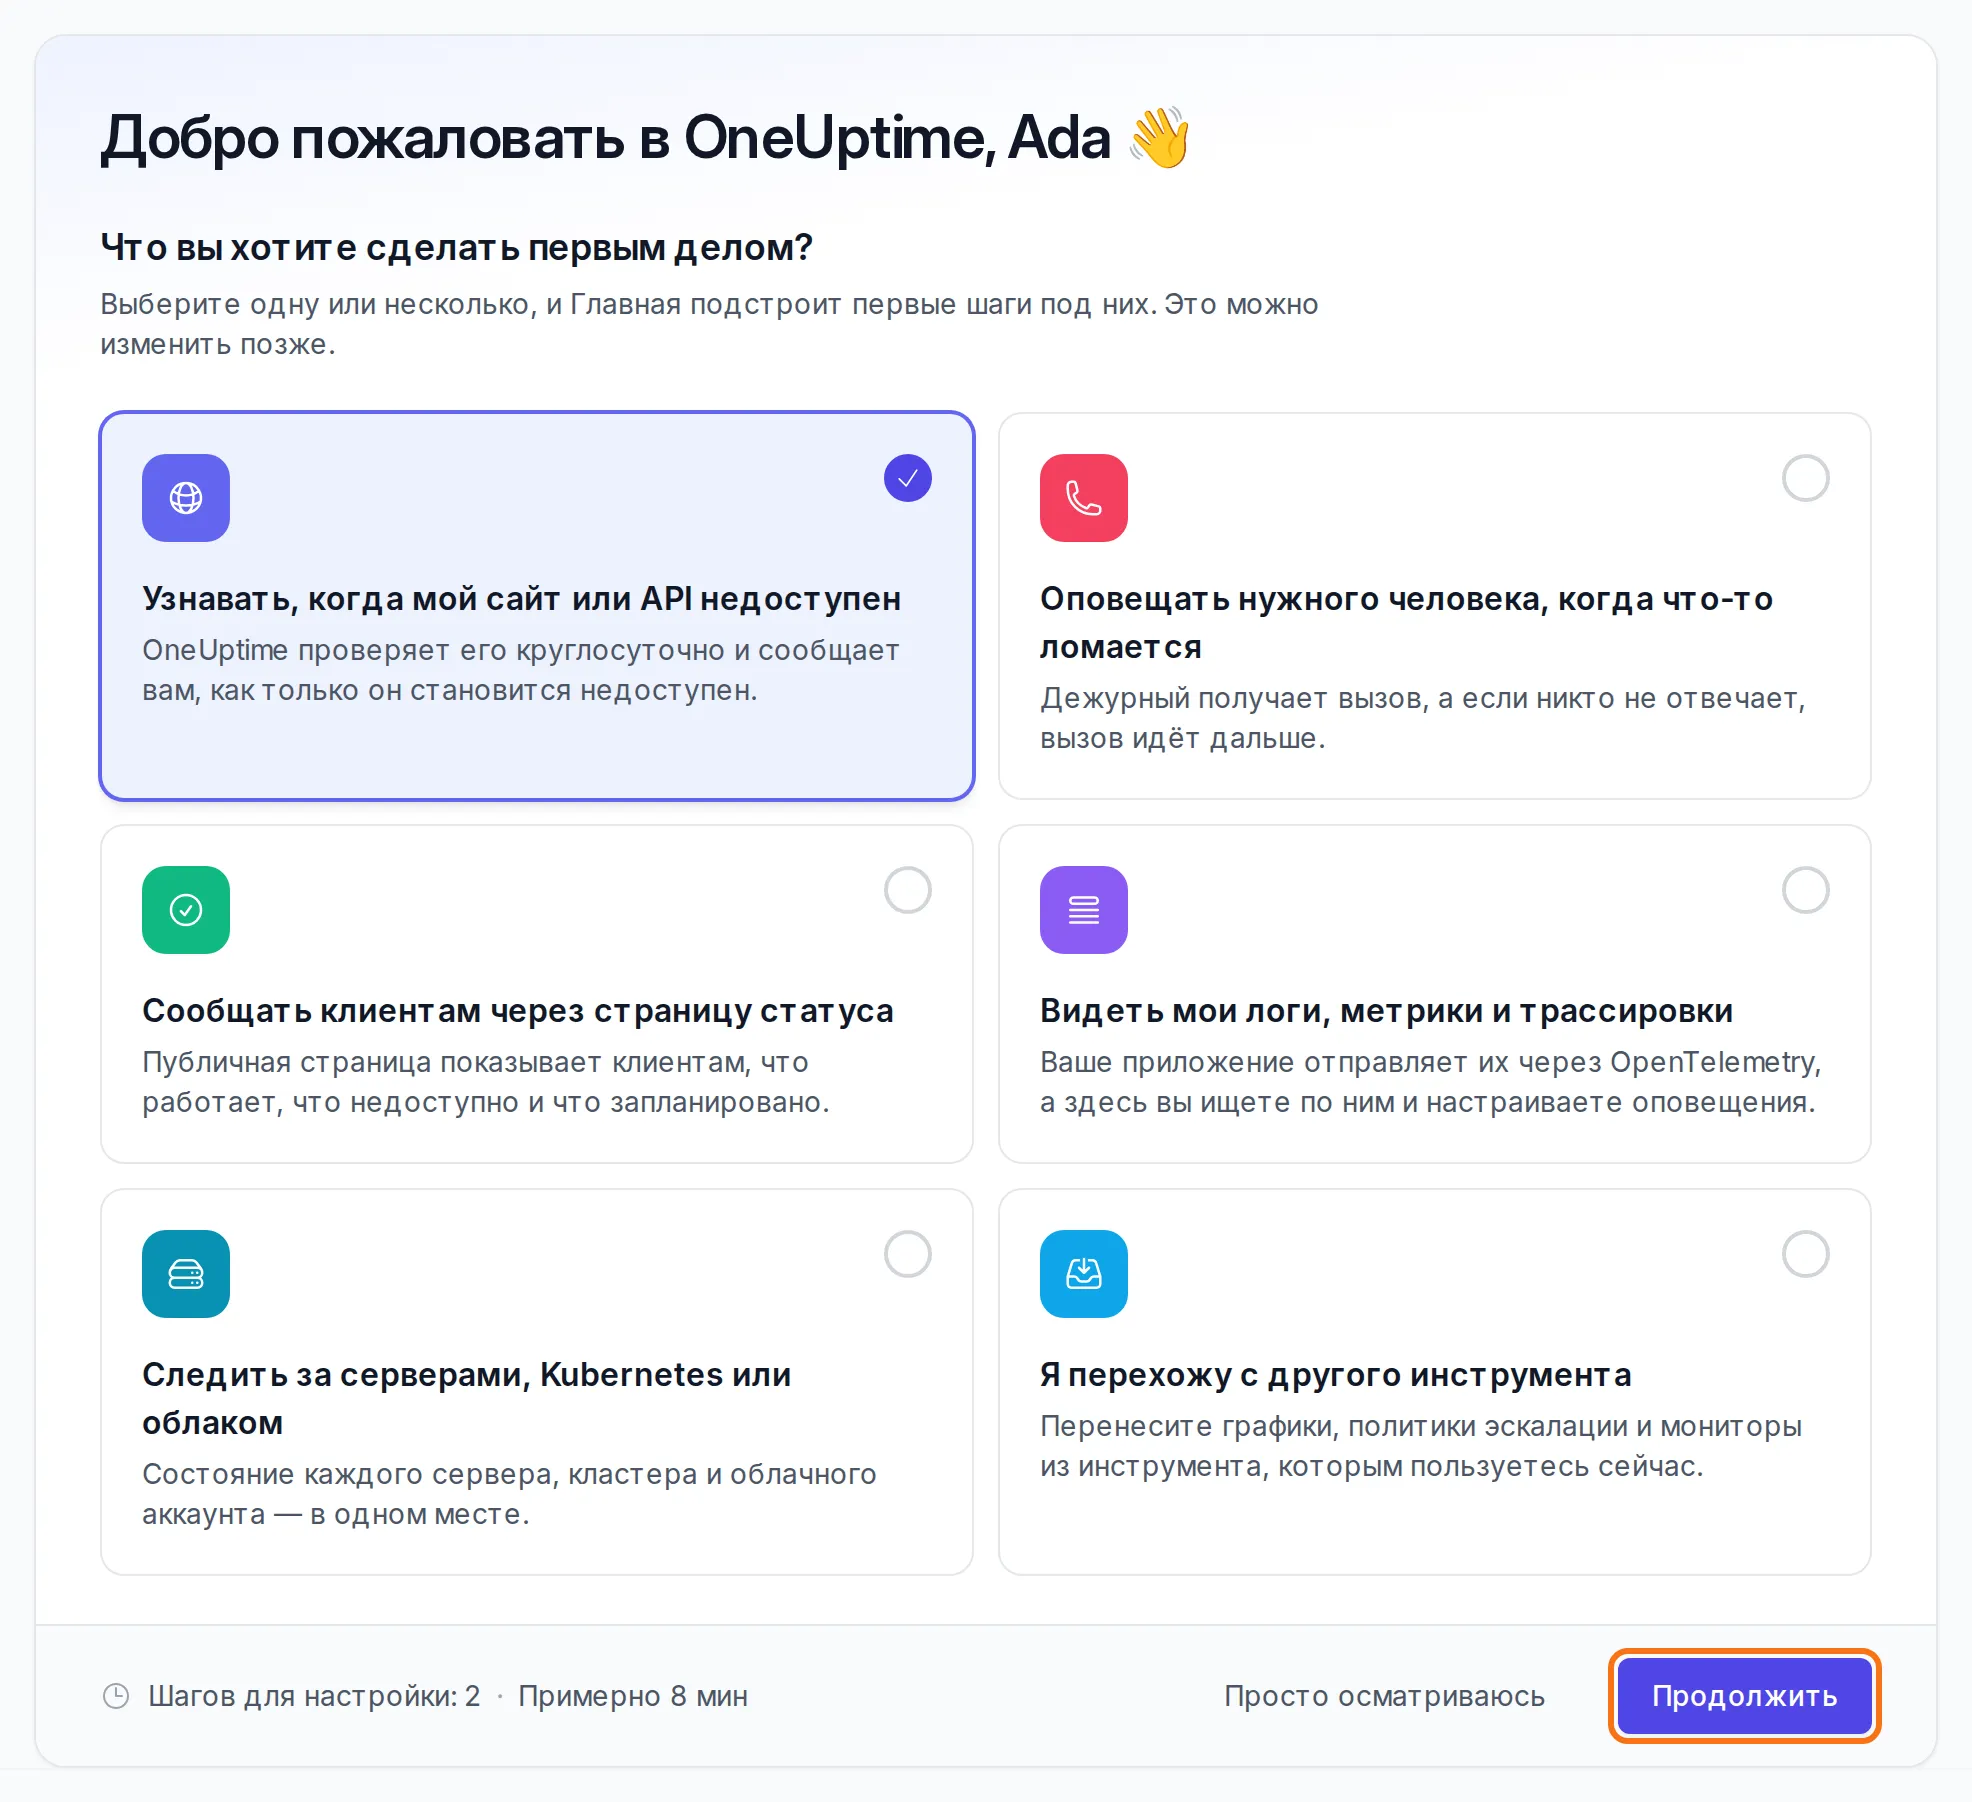 Добро пожаловать в OneUptime, Ada 👋
Что вы хотите сделать первым делом?
Выберите одну или несколько, и Главная подстроит первые шаги под них. Это можно
изменить позже.
Узнавать, когда мой сайт или API недоступен
OneUptime проверяет его круглосуточно и сообщает
вам, как только он становится недоступен.
Оповещать нужного человека, когда что-то
ломается
Дежурный получает вызов, а если никто не отвечает,
вызов идёт дальше.
Сообщать клиентам через страницу статуса
Публичная страница показывает клиентам, что
работает, что недоступно и что запланировано.
Видеть мои логи, метрики и трассировки
Ваше приложение отправляет их через OpenTelemetry,
а здесь вы ищете по ним и настраиваете оповещения.
Следить за серверами, Kubernetes или
облаком
Состояние каждого сервера, кластера и облачного
аккаунта — в одном месте.
Я перехожу с другого инструмента
Перенесите графики, политики эскалации и мониторы
из инструмента, которым пользуетесь сейчас.
Шагов для настройки: 2 · Примерно 8 мин
Просто осматриваюсь
Продолжить